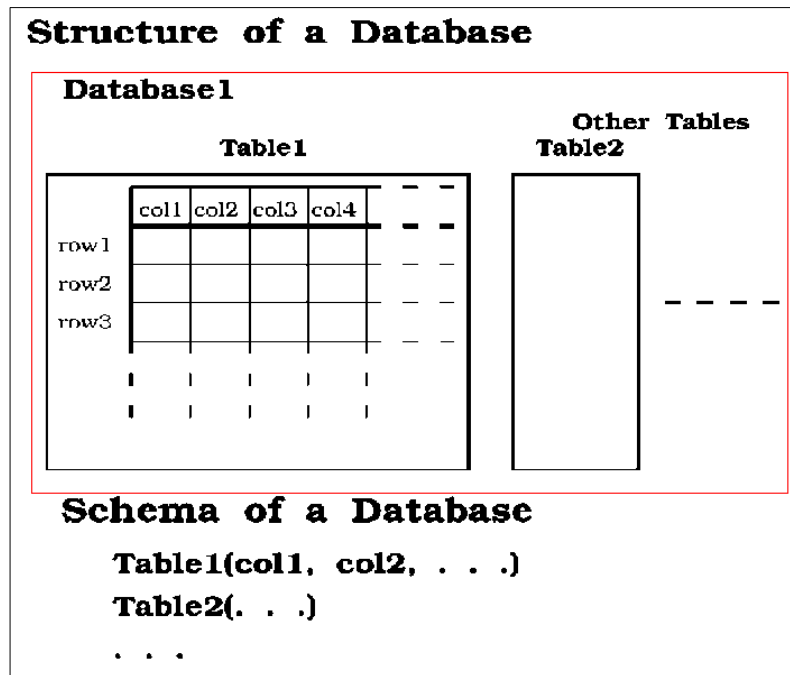 Structure of a Database
Database1
Other Tables
Table1 Table2
col1 col2 col3 col4
row1
row2
row3
Schema of a Database
Table1(col1, col2, . . .)
Table2(. . .)
. . .